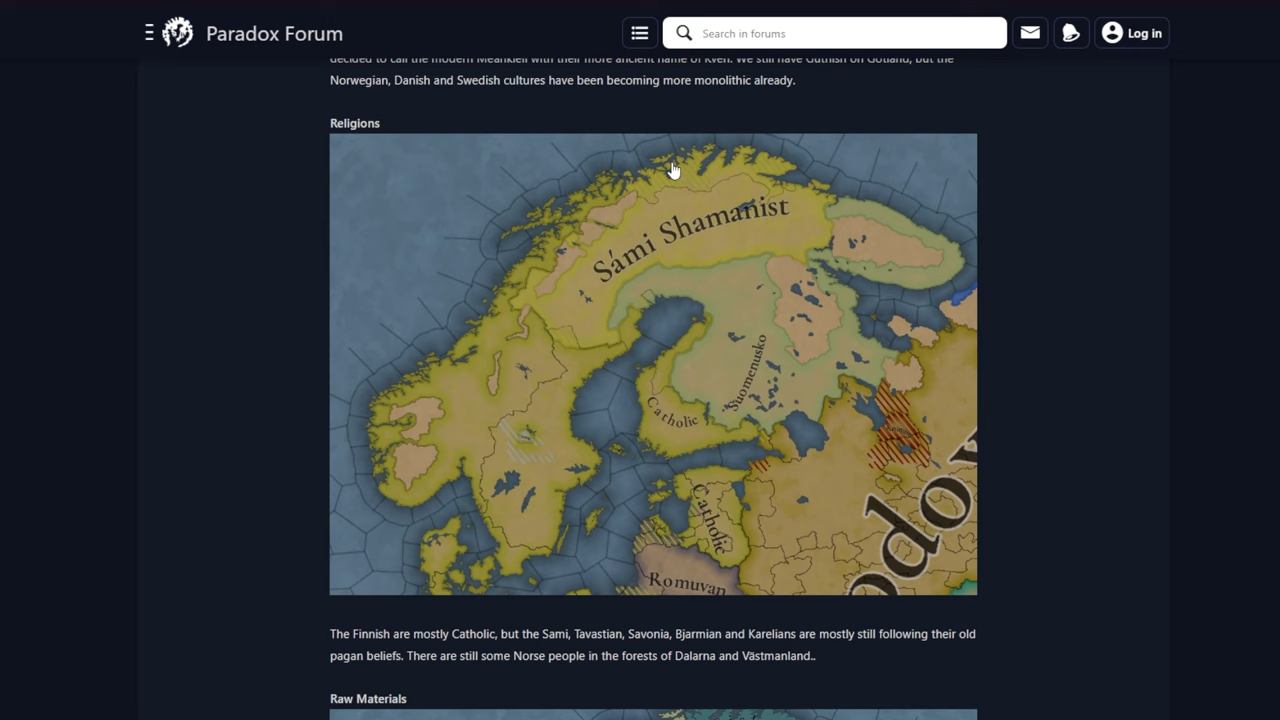 Paradox Forum
Search in forums
Log in
decided to call the modern Meänkieli with their more ancient name of Kven. We still have Gutnish on Gotland, but the
Norwegian, Danish and Swedish cultures have been becoming more monolithic already.
Religions
Sámi Shamanist
Suomenusko
Catholic
Catholic
Romuvan
odox
The Finnish are mostly Catholic, but the Sami, Tavastian, Savonia, Bjarmian and Karelians are mostly still following their old
pagan beliefs. There are still some Norse people in the forests of Dalarna and Västmanland..
Raw Materials